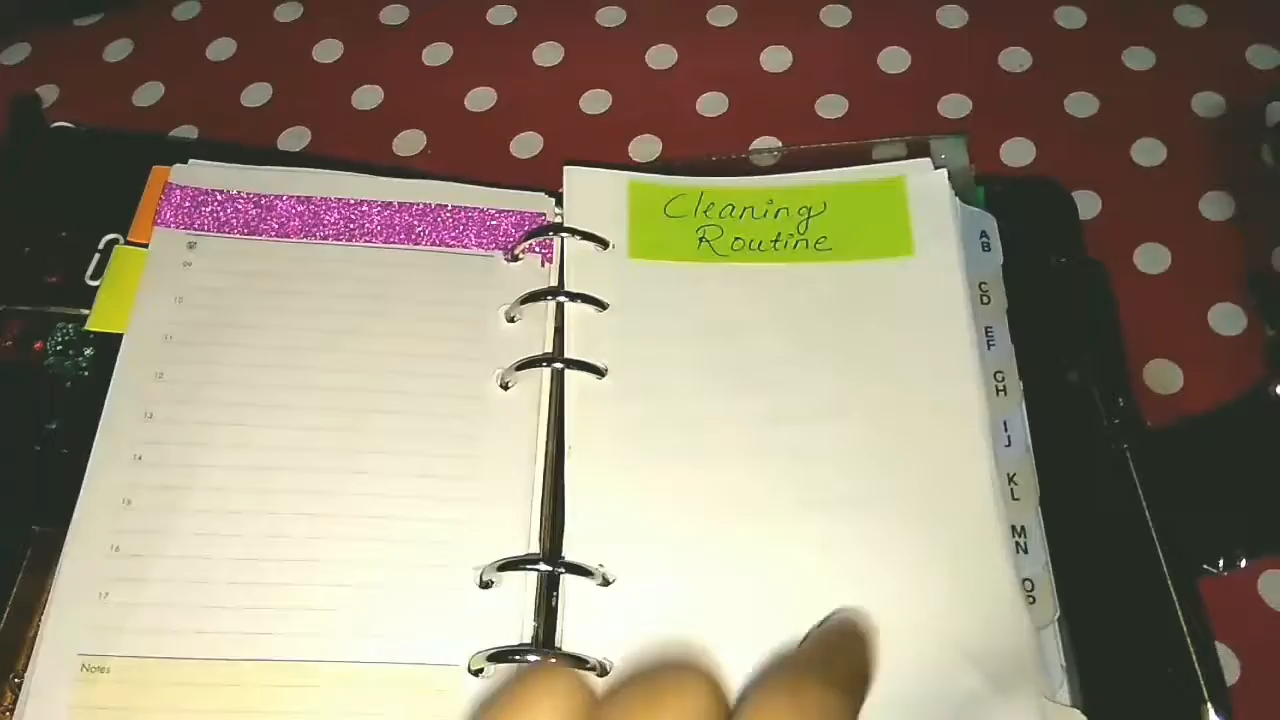 09
10
11
12
13
14
15
16
17
Notes
Cleaning
Routine
AB
CD
EF
GH
IJ
KL
MN
OP